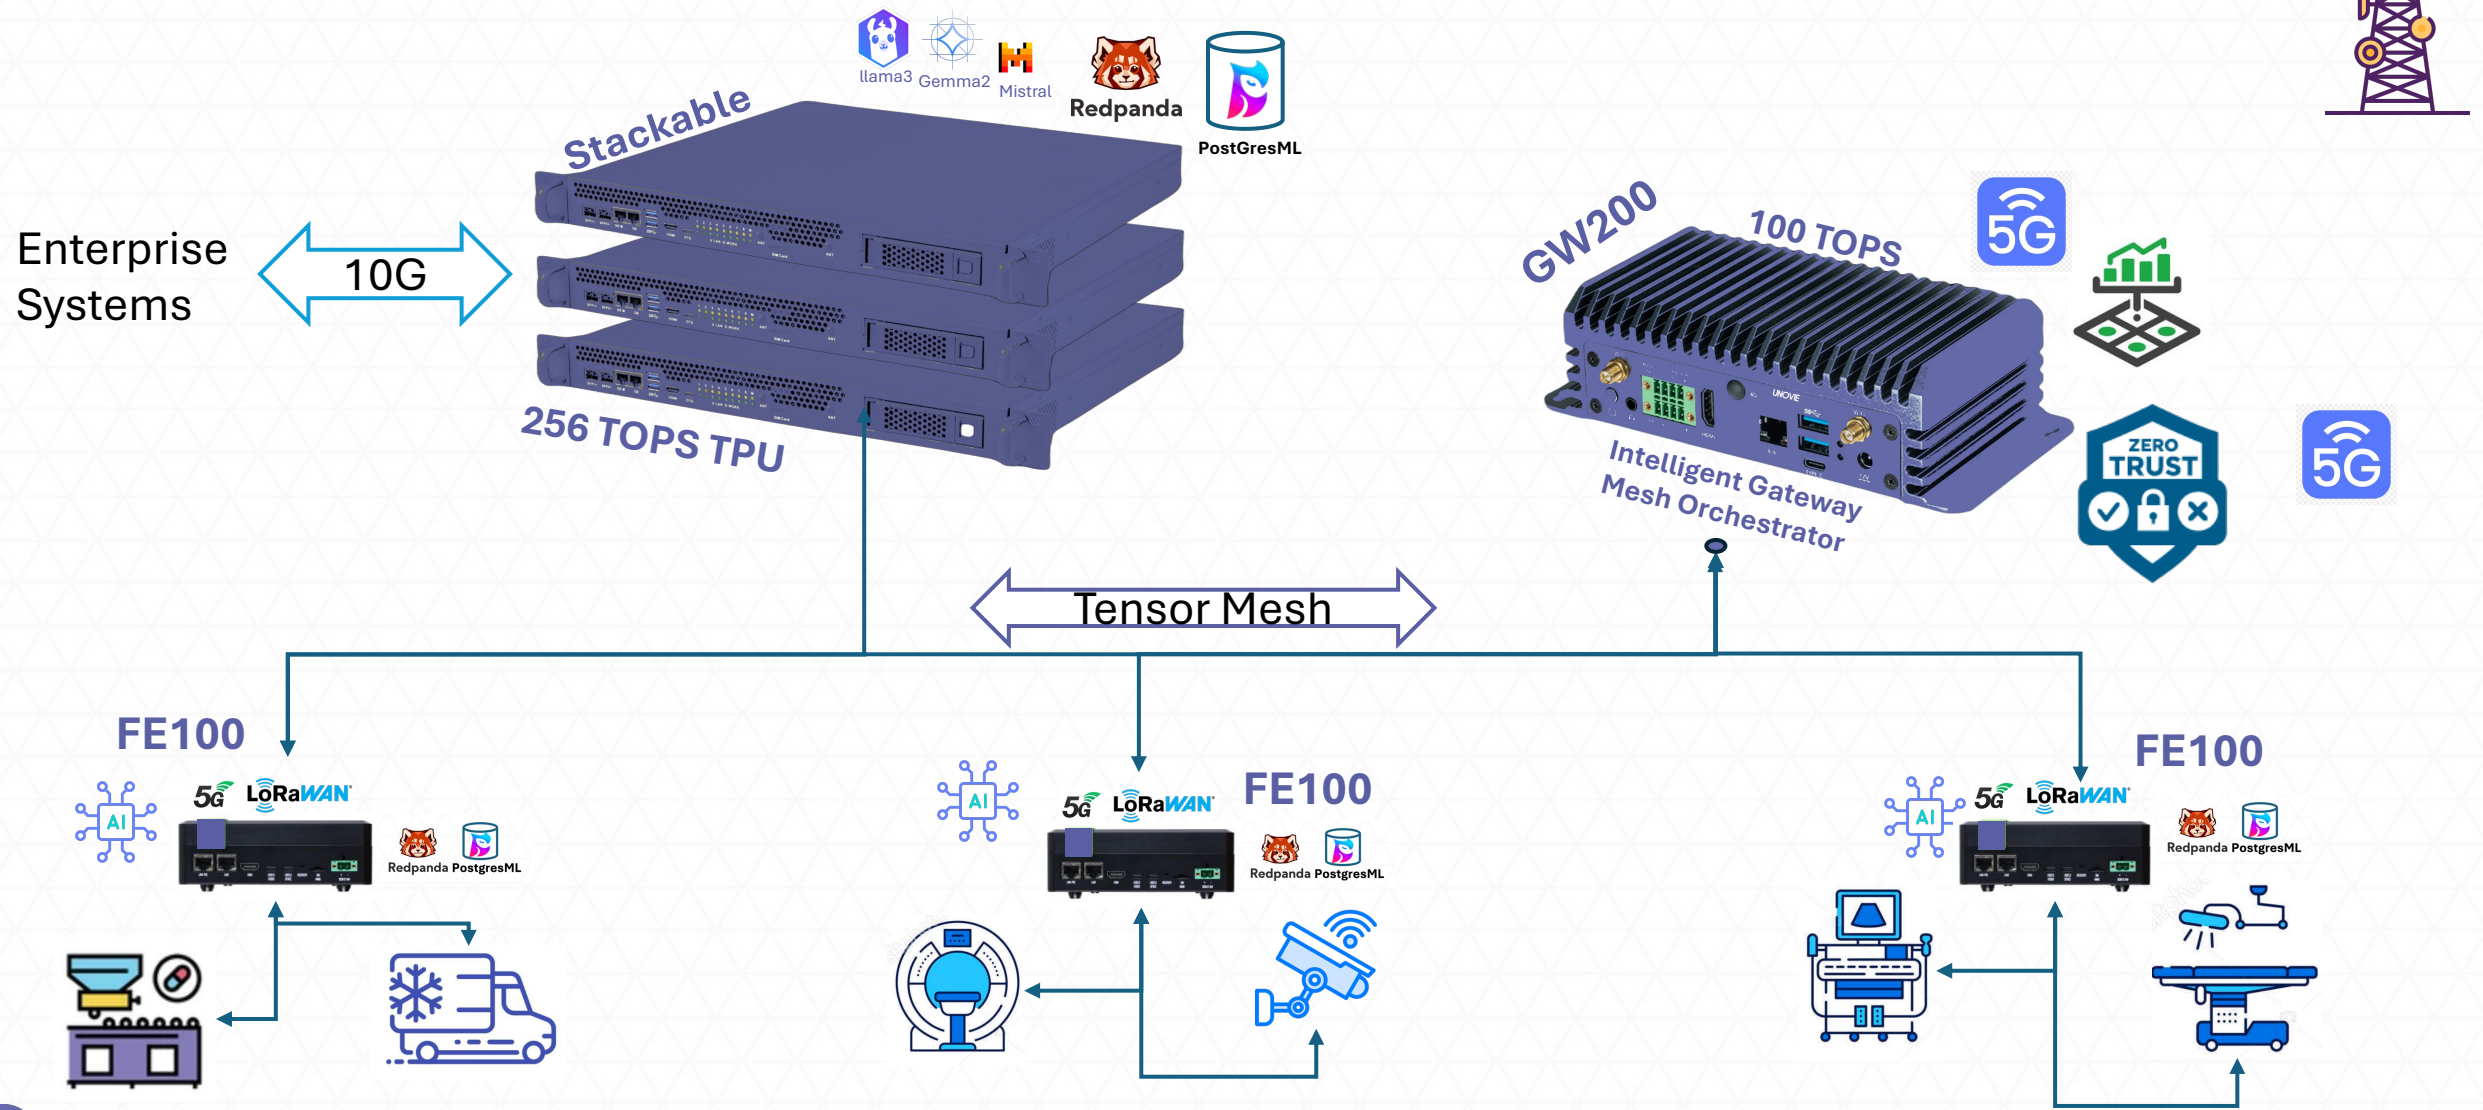 llama3
Gemma2
Mistral
Redpanda
PostGresML
Stackable
256 TOPS TPU
Enterprise
Systems
10G
GW200
100 TOPS
5G
UNOVIE
HDMI
Intelligent Gateway
Mesh Orchestrator
ZERO
TRUST
5G
Tensor Mesh
FE100
AI
5G
LoRaWAN
Redpanda
PostgresML
AI
5G
LoRaWAN
FE100
Redpanda
PostgresML
FE100
AI
5G
LoRaWAN
Redpanda
PostgresML